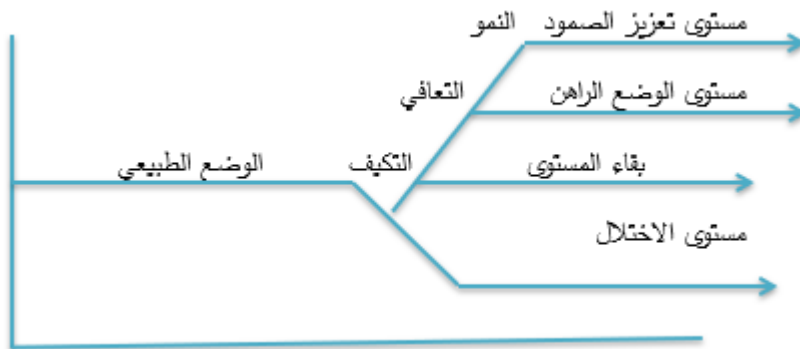 النمو مستوى تعزيز الصمود
التعافي مستوى الوضع الراهن
الوضع الطبيعي التكيف بقاء المستوى
مستوى الاختلال